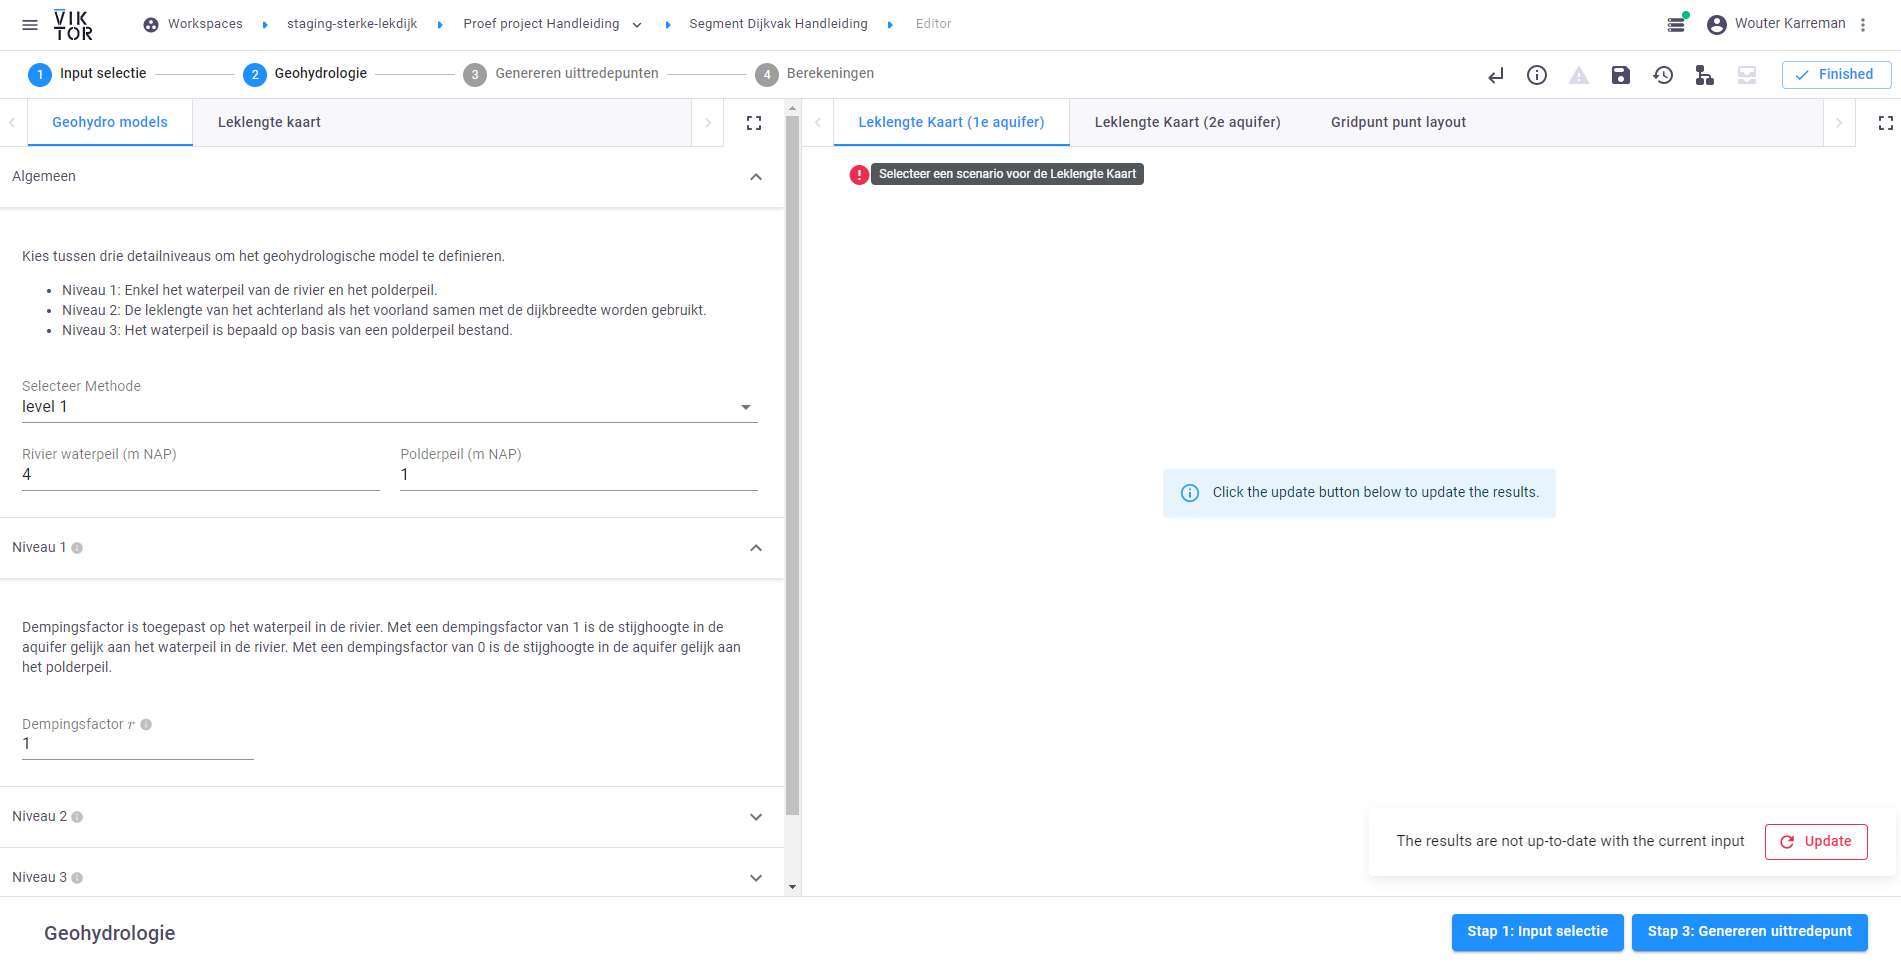 VIKTOR
Workspaces
staging-sterke-lekdijk
Proef project Handleiding
Segment Dijkvak Handleiding
Editor
Wouter Karreman
1 Input selectie
2 Geohydrologie
3 Genereren uittredepunten
4 Berekeningen
Finished
Geohydro models
Leklengte kaart
Leklengte Kaart (1e aquifer)
Leklengte Kaart (2e aquifer)
Gridpunt punt layout
Selecteer een scenario voor de Leklengte Kaart
Algemeen
Kies tussen drie detailniveaus om het geohydrologische model te definieren.
• Niveau 1: Enkel het waterpeil van de rivier en het polderpeil.
• Niveau 2: De leklengte van het achterland als het voorland samen met de dijkbreedte worden gebruikt.
• Niveau 3: Het waterpeil is bepaald op basis van een polderpeil bestand.
Selecteer Methode
level 1
Rivier waterpeil (m NAP)
4
Polderpeil (m NAP)
1
Niveau 1
Dempingsfactor is toegepast op het waterpeil in de rivier. Met een dempingsfactor van 1 is de stijghoogte in de
aquifer gelijk aan het waterpeil in de rivier. Met een dempingsfactor van 0 is de stijghoogte in de aquifer gelijk aan
het polderpeil.
Dempingsfactor r
1
Niveau 2
Niveau 3
Click the update button below to update the results.
The results are not up-to-date with the current input
Update
Geohydrologie
Stap 1: Input selectie
Stap 3: Genereren uittredepunt